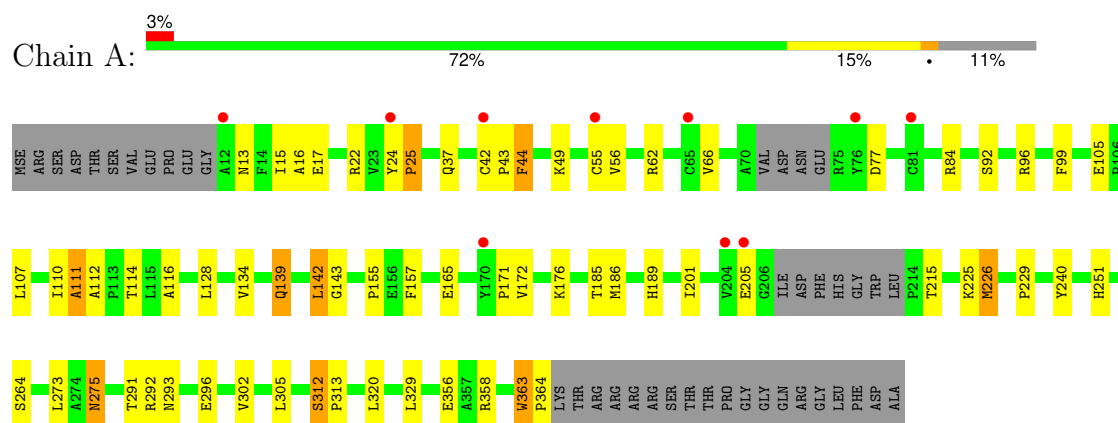 3%
Chain A:
72% 15% • 11%
MSE ARG SER ASP THR SER VAL GLU PRO GLU GLY A12 N13 F14 I15 A16 E17 R22 V23 Y24 P25 Q37 C42 P43 F44 K49 C55 V56 R62 C65 V66 A70 VAL ASP ASN GLU R75 Y76 D77 C81 R84 S92 R96 F99 E105 R106
L107 I110 A111 A112 P113 T114 L115 A116 L128 V134 Q139 L142 G143 P155 E156 F157 E165 Y170 P171 V172 K176 T185 M186 H189 I201 V204 E205 G206 ILE ASP PHE HIS GLY TRP LEU P214 T215 K225 M226 P229 Y240 H251
S264 L273 A274 N275 T291 R292 N293 E296 V302 L305 S312 P313 L320 L329 E356 A357 R358 W363 P364 LYS THR ARG ARG ARG ARG SER THR THR PRO GLY GLY GLN ARG GLY LEU PHE ASP ALA